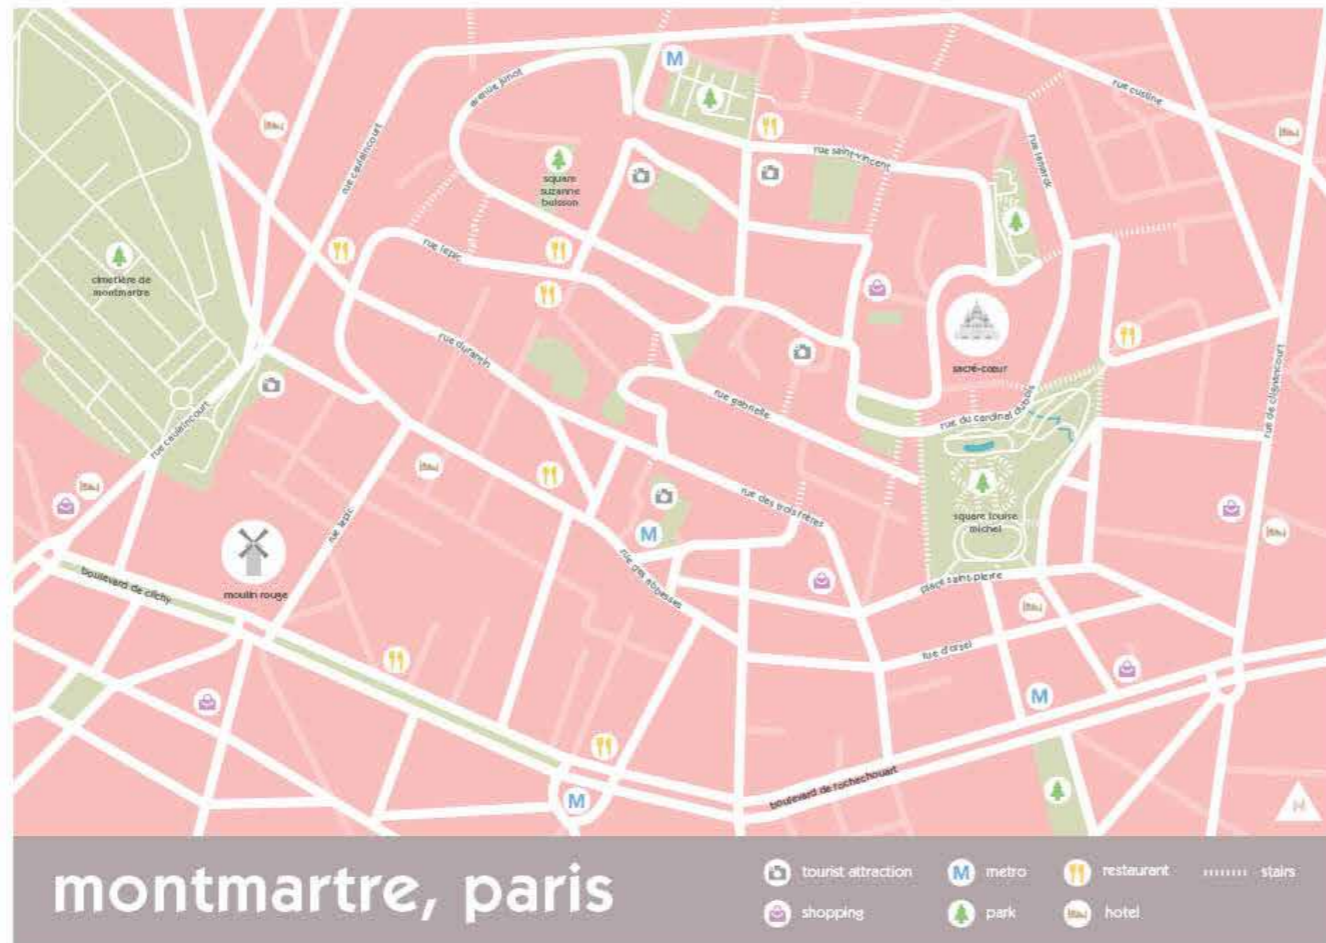 avenue junot
M
rue custine
rue caulaincourt
rue saint-vincent
rue lamarck
square
suzanne
buisson
rue lepic
cimetière de
montmartre
rue durantin
sacré-cœur
rue gabrielle
rue du cardinal dubois
rue de clignancourt
rue caulaincourt
rue lepic
rue des trois frères
square louise
michel
M
moulin rouge
boulevard de clichy
rue des abbesses
place saint-pierre
rue d'orsel
M
M
boulevard de rochechouart
N
montmartre, paris
tourist attraction
M metro
restaurant
stairs
shopping
park
hotel